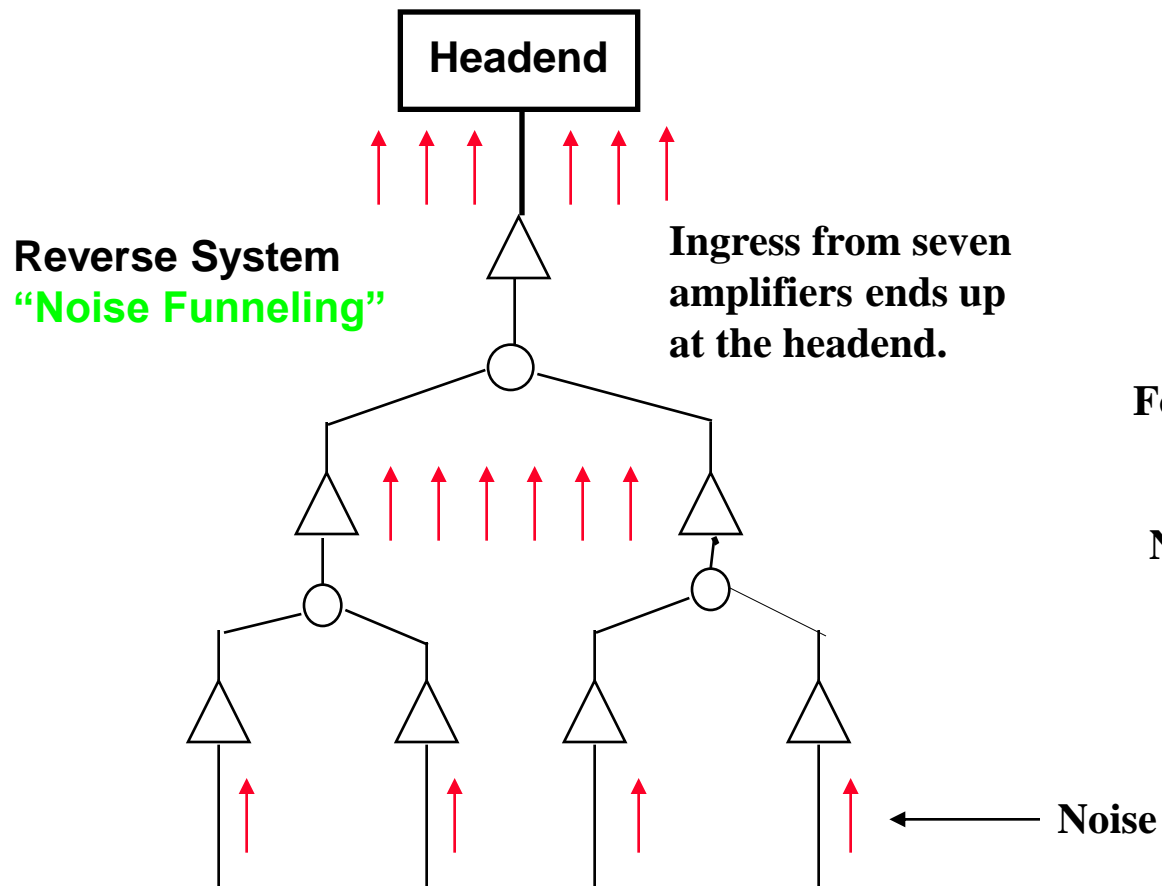 Headend
Reverse System
“Noise Funneling”
Ingress from seven
amplifiers ends up
at the headend.
Noise